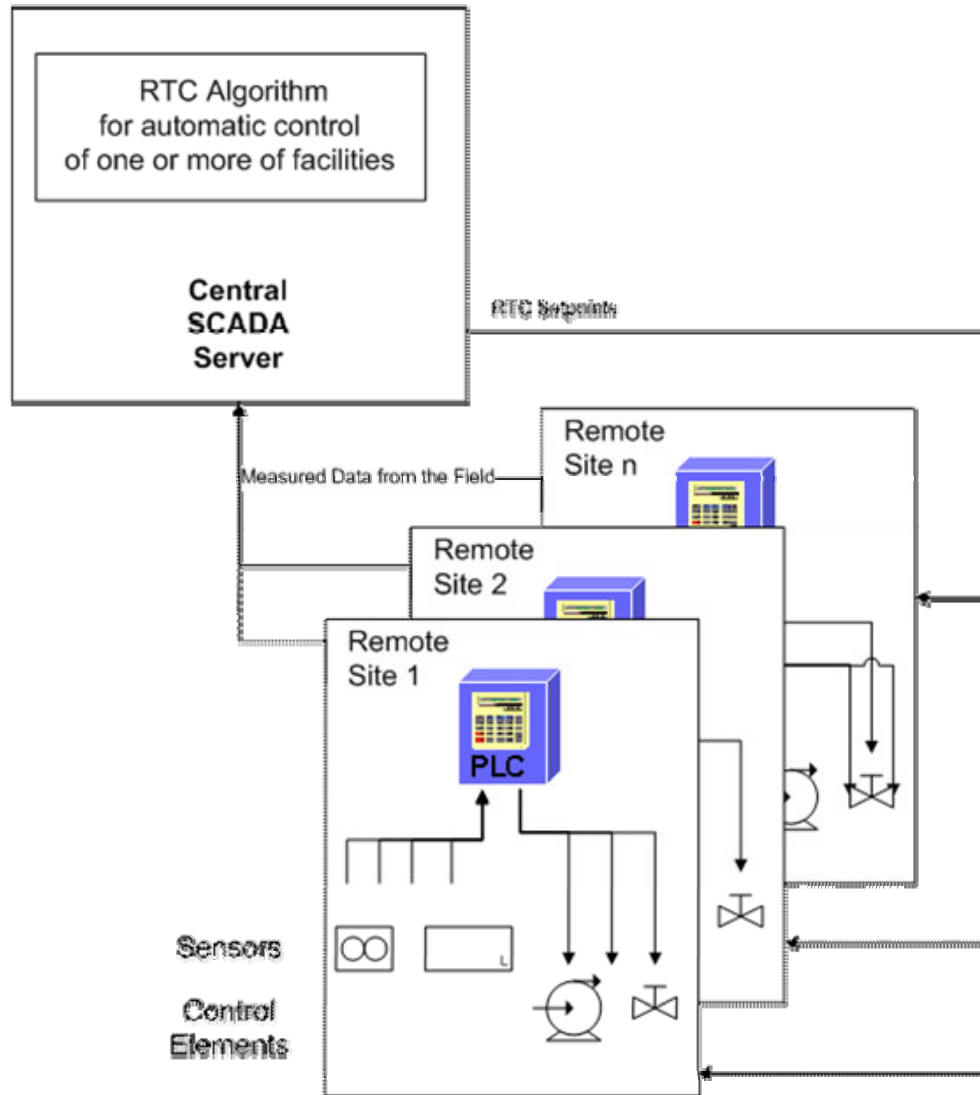 RTC Algorithm
for automatic control
of one or more of facilities
Central
SCADA
Server
RTC Setpoints
Measured Data from the Field
Remote
Site n
Remote
Site 2
Remote
Site 1
PLC
L
Sensors
Control
Elements